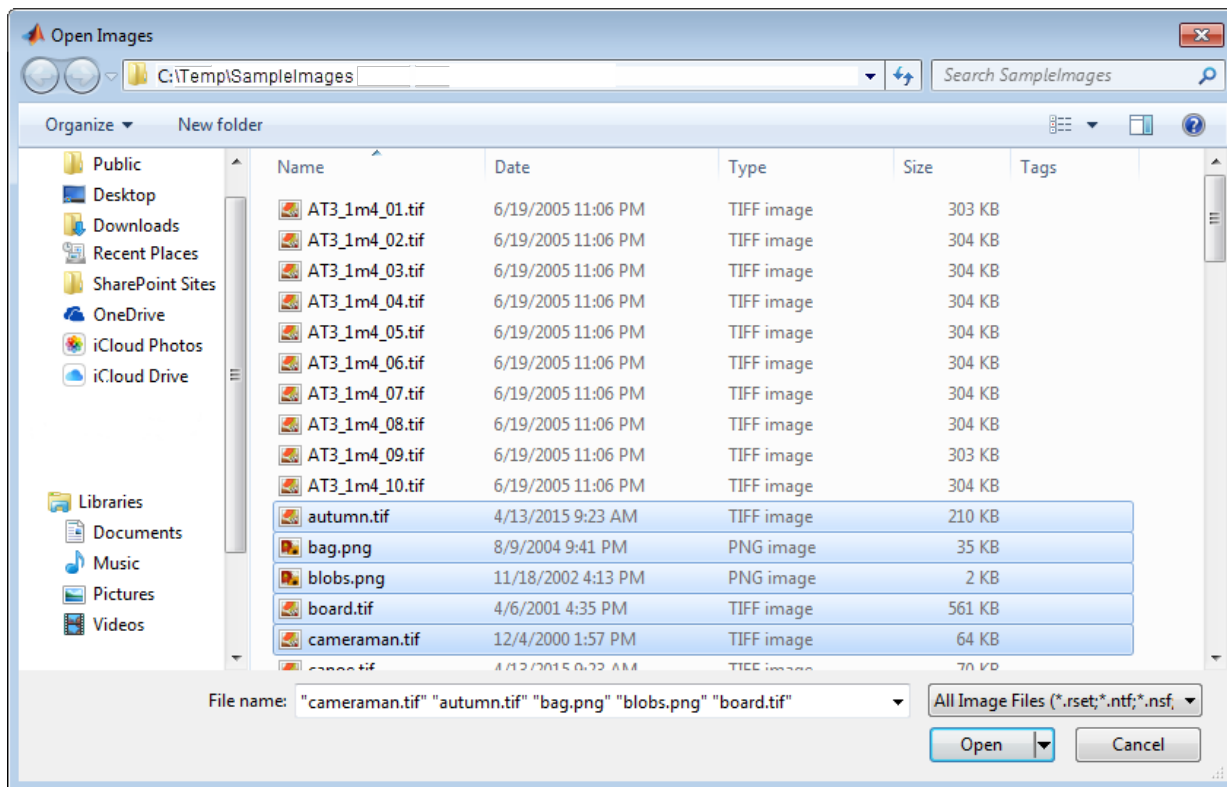 Open Images
C:\Temp\SampleImages
Search SampleImages
Organize
New folder
Public
Desktop
Downloads
Recent Places
SharePoint Sites
OneDrive
iCloud Photos
iCloud Drive
Libraries
Documents
Music
Pictures
Videos
Name Date Type Size Tags
AT3_1m4_01.tif 6/19/2005 11:06 PM TIFF image 303 KB
AT3_1m4_02.tif 6/19/2005 11:06 PM TIFF image 304 KB
AT3_1m4_03.tif 6/19/2005 11:06 PM TIFF image 304 KB
AT3_1m4_04.tif 6/19/2005 11:06 PM TIFF image 304 KB
AT3_1m4_05.tif 6/19/2005 11:06 PM TIFF image 304 KB
AT3_1m4_06.tif 6/19/2005 11:06 PM TIFF image 304 KB
AT3_1m4_07.tif 6/19/2005 11:06 PM TIFF image 304 KB
AT3_1m4_08.tif 6/19/2005 11:06 PM TIFF image 304 KB
AT3_1m4_09.tif 6/19/2005 11:06 PM TIFF image 303 KB
AT3_1m4_10.tif 6/19/2005 11:06 PM TIFF image 304 KB
autumn.tif 4/13/2015 9:23 AM TIFF image 210 KB
bag.png 8/9/2004 9:41 PM PNG image 35 KB
blobs.png 11/18/2002 4:13 PM PNG image 2 KB
board.tif 4/6/2001 4:35 PM TIFF image 561 KB
cameraman.tif 12/4/2000 1:57 PM TIFF image 64 KB
canoe.tif 4/13/2015 9:23 AM TIFF image 70 KB
File name: "cameraman.tif" "autumn.tif" "bag.png" "blobs.png" "board.tif"
All Image Files (*.rset;*.ntf;*.nsf;
Open
Cancel